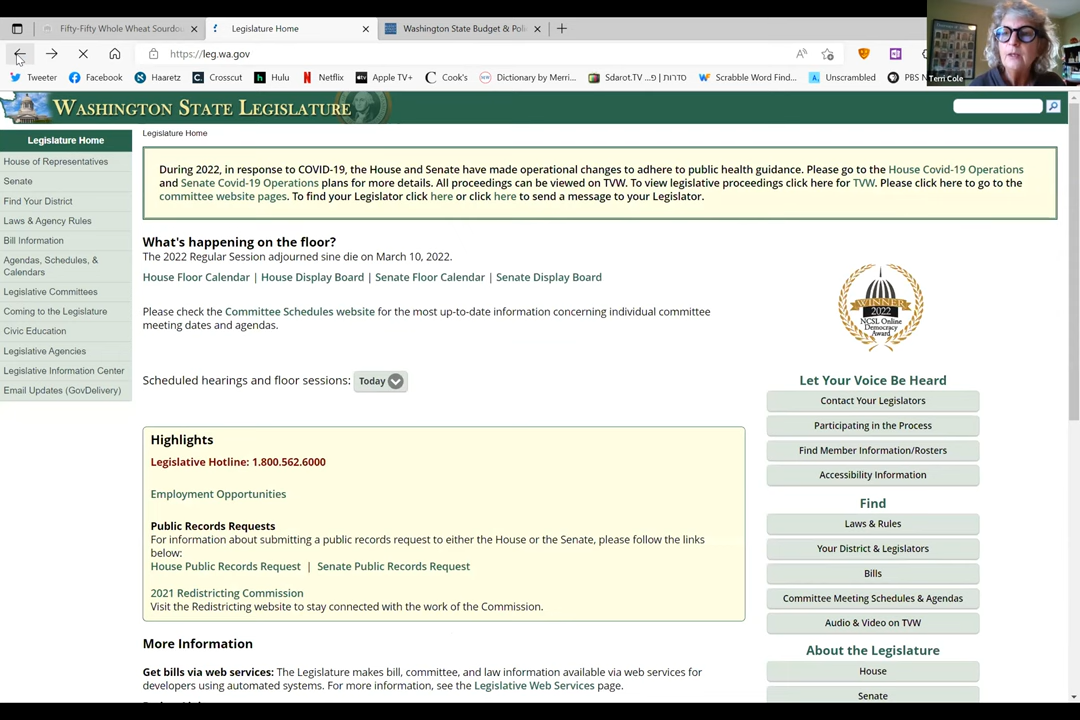 Fifty-Fifty Whole Wheat Sourdou
Legislature Home
Washington State Budget & Poli
https://leg.wa.gov
Tweeter
Facebook
Haaretz
Crosscut
Hulu
Netflix
Apple TV+
Cook's
Dictionary by Merri...
Sdarot.TV סדרות | פ...
Scrabble Word Find...
Unscrambled
PBS N
Terri Cole
WASHINGTON STATE LEGISLATURE
Legislature Home
House of Representatives
Senate
Find Your District
Laws & Agency Rules
Bill Information
Agendas, Schedules, &
Calendars
Legislative Committees
Coming to the Legislature
Civic Education
Legislative Agencies
Legislative Information Center
Email Updates (GovDelivery)
Legislature Home
During 2022, in response to COVID-19, the House and Senate have made operational changes to adhere to public health guidance. Please go to the House Covid-19 Operations
and Senate Covid-19 Operations plans for more details. All proceedings can be viewed on TVW. To view legislative proceedings click here for TVW. Please click here to go to the
committee website pages. To find your Legislator click here or click here to send a message to your Legislator.
What's happening on the floor?
The 2022 Regular Session adjourned sine die on March 10, 2022.
House Floor Calendar | House Display Board | Senate Floor Calendar | Senate Display Board
Please check the Committee Schedules website for the most up-to-date information concerning individual committee
meeting dates and agendas.
Scheduled hearings and floor sessions: Today
Highlights
Legislative Hotline: 1.800.562.6000
Employment Opportunities
Public Records Requests
For information about submitting a public records request to either the House or the Senate, please follow the links
below:
House Public Records Request | Senate Public Records Request
2021 Redistricting Commission
Visit the Redistricting website to stay connected with the work of the Commission.
More Information
Get bills via web services: The Legislature makes bill, committee, and law information available via web services for
developers using automated systems. For more information, see the Legislative Web Services page.
WINNER
2022
NCSL Online
Democracy
Award
Let Your Voice Be Heard
Contact Your Legislators
Participating in the Process
Find Member Information/Rosters
Accessibility Information
Find
Laws & Rules
Your District & Legislators
Bills
Committee Meeting Schedules & Agendas
Audio & Video on TVW
About the Legislature
House
Senate